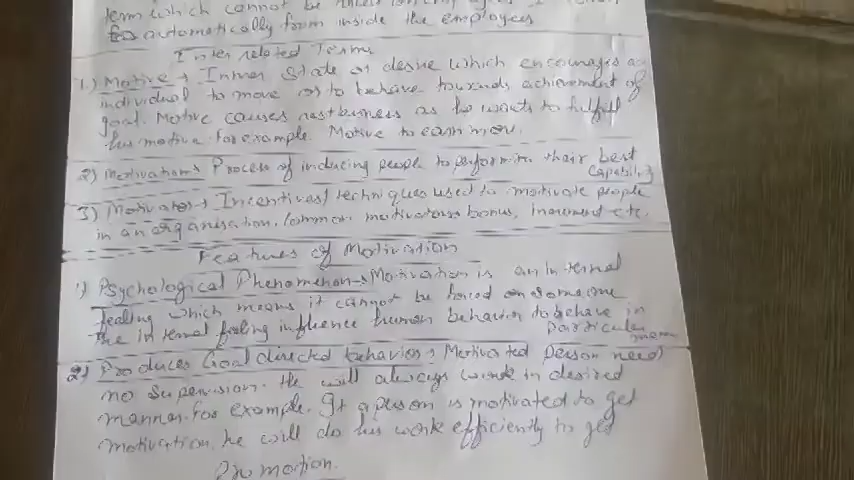 term which cannot be
automatically from inside the employees
Inter related Terms
1.) Motive → Inner State or desire which encourages an
individual to move or to behave towards achievement of
goal. Motive causes restlessness as he wants to fulfill
his motive. for example. Motive to earn more.
2) Motivation → Process of inducing people to perform in their best
capability
3) Motivator → Incentives/ techniques used to motivate people
in an organisation. Common motivators bonus, Increment etc.
Features of Motivation
1) Psychological Phenomenon → Motivation is an internal
feeling which means it cannot be forced on someone
the internal feeling influence human behavior to behave in
particular manner
2) Produces Goal directed behavior → Motivated person need
no supervision. He will always work in desired
manner. for example. If a person is motivated to get
motivation, he will do his work efficiently to get
Promotion.